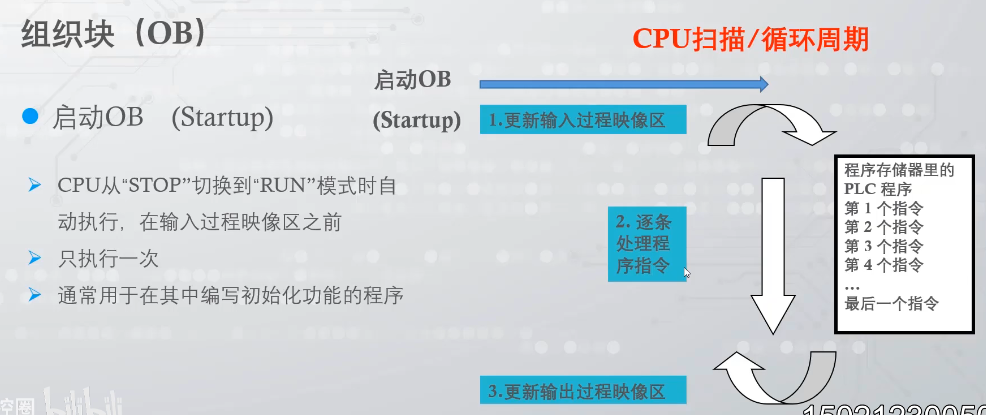 组织块（OB）
CPU扫描/循环周期
启动OB
(Startup)
启动OB (Startup)
CPU从“STOP”切换到“RUN”模式时自
动执行，在输入过程映像区之前
只执行一次
通常用于在其中编写初始化功能的程序
1.更新输入过程映像区
2. 逐条
处理程
序指令
程序存储器里的
PLC 程序
第 1 个指令
第 2 个指令
第 3 个指令
第 4 个指令
...
最后一个指令
3.更新输出过程映像区
bilibili